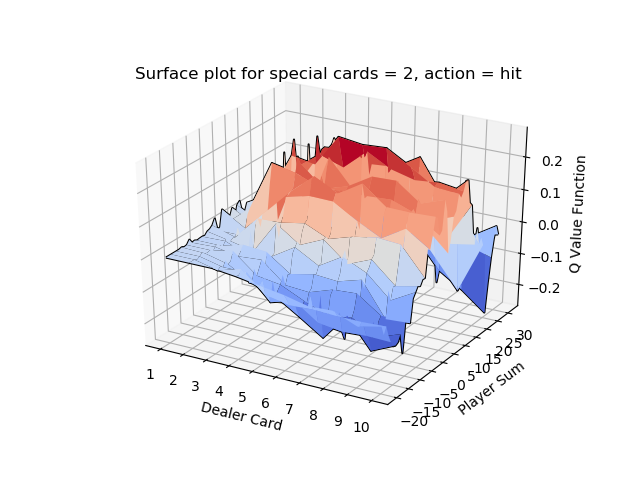 Surface plot for special cards = 2, action = hit
0.2
0.1
0.0
−0.1
−0.2
Q Value Function
1 2 3 4 5 6 7 8 9 10
Dealer Card
−20 −15 −10 −5 0 5 10 15 20 25 30
Player Sum